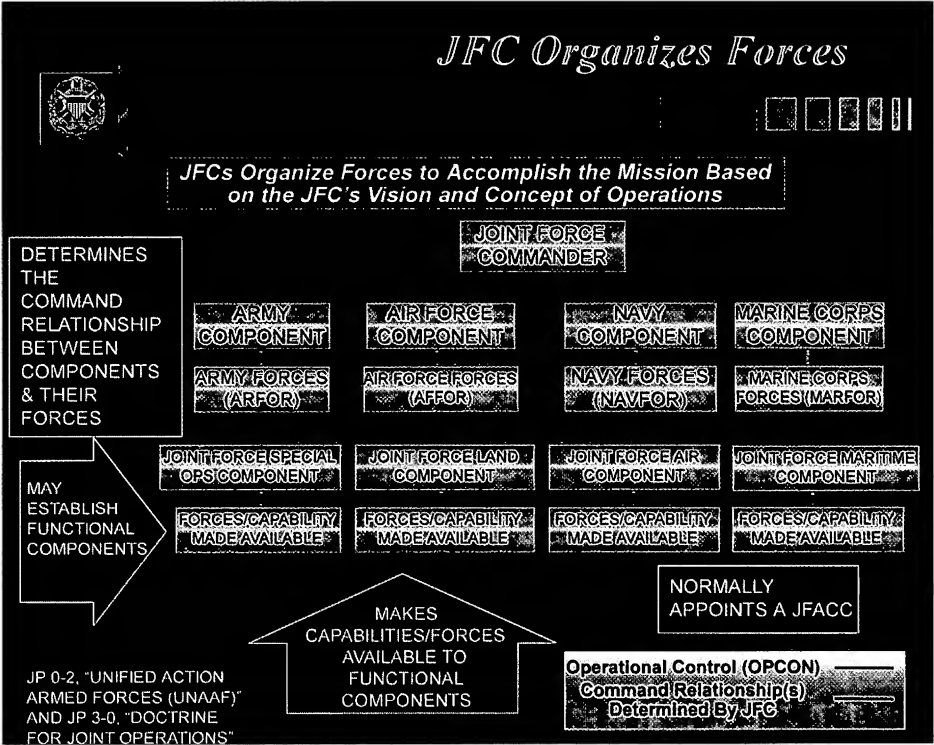 JFC Organizes Forces
JFCs Organize Forces to Accomplish the Mission Based
on the JFC's Vision and Concept of Operations
JOINT FORCE
COMMANDER
DETERMINES
THE
COMMAND
RELATIONSHIP
BETWEEN
COMPONENTS
& THEIR
FORCES
ARMY
COMPONENT
AIR FORCE
COMPONENT
NAVY
COMPONENT
MARINE CORPS
COMPONENT
ARMY FORCES
(ARFOR)
AIR FORCE FORCES
(AFFOR)
NAVY FORCES
(NAVFOR)
MARINE CORPS
FORCES (MARFOR)
MAY
ESTABLISH
FUNCTIONAL
COMPONENTS
JOINT FORCE SPECIAL
OPS COMPONENT
JOINT FORCE LAND
COMPONENT
JOINT FORCE AIR
COMPONENT
JOINT FORCE MARITIME
COMPONENT
FORCES/CAPABILITY
MADE AVAILABLE
FORCES/CAPABILITY
MADE AVAILABLE
FORCES/CAPABILITY
MADE AVAILABLE
FORCES/CAPABILITY
MADE AVAILABLE
MAKES
CAPABILITIES/FORCES
AVAILABLE TO
FUNCTIONAL
COMPONENTS
NORMALLY
APPOINTS A JFACC
JP 0-2, "UNIFIED ACTION
ARMED FORCES (UNAAF)"
AND JP 3-0, "DOCTRINE
FOR JOINT OPERATIONS"
Operational Control (OPCON)
Command Relationship(s)
Determined By JFC